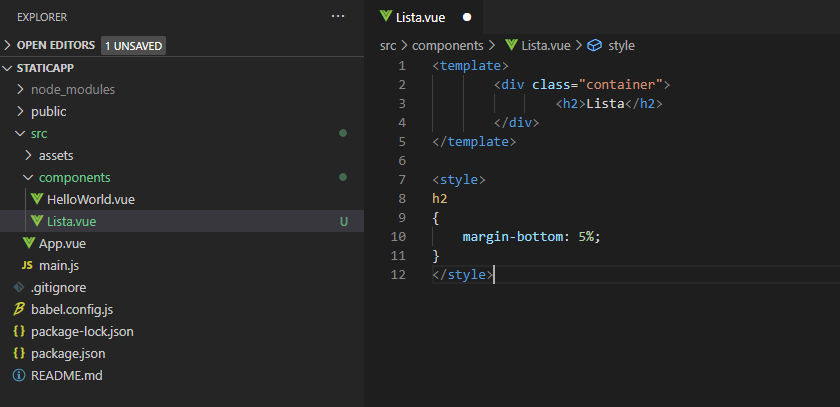 EXPLORER ...
OPEN EDITORS 1 UNSAVED
STATICAPP
node_modules
public
src
assets
components
HelloWorld.vue
Lista.vue U
App.vue
JS main.js
.gitignore
babel.config.js
{ } package-lock.json
{ } package.json
README.md
Lista.vue
src > components > Lista.vue > style
1 <template>
2 <div class="container">
3 <h2>Lista</h2>
4 </div>
5 </template>
6
7 <style>
8 h2
9 {
10 margin-bottom: 5%;
11 }
12 </style>